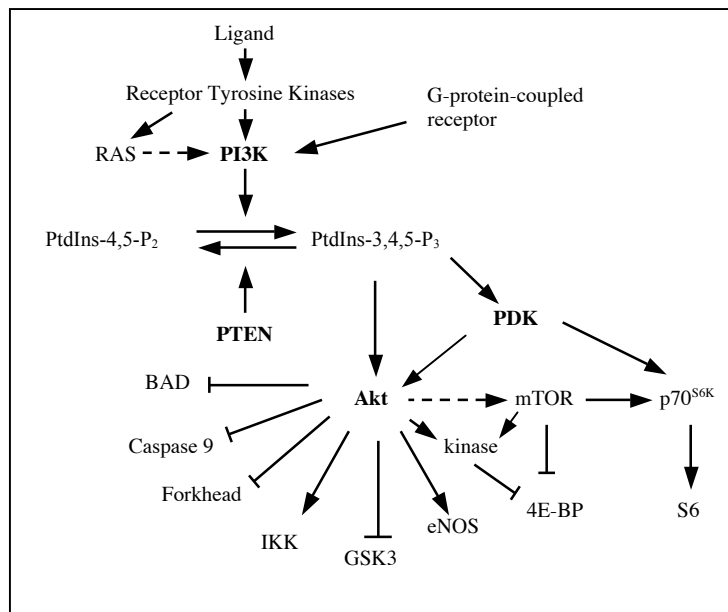 Ligand
Receptor Tyrosine Kinases
G-protein-coupled
receptor
RAS
PI3K
PtdIns-4,5-P₂
PtdIns-3,4,5-P₃
PTEN
PDK
BAD
Akt
mTOR
p70ˢ⁶ᴷ
Caspase 9
kinase
Forkhead
4E-BP
S6
IKK
GSK3
eNOS